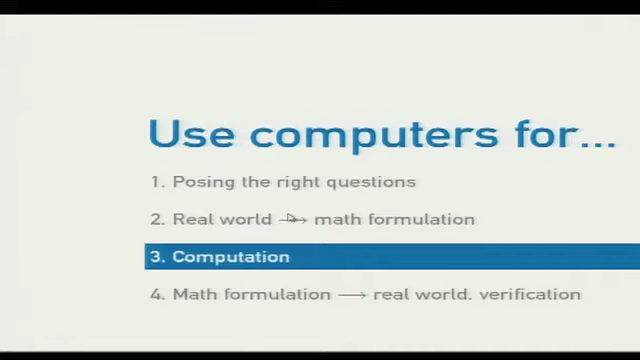 Use computers for...
1. Posing the right questions
2. Real world → math formulation
3. Computation
4. Math formulation → real world, verification